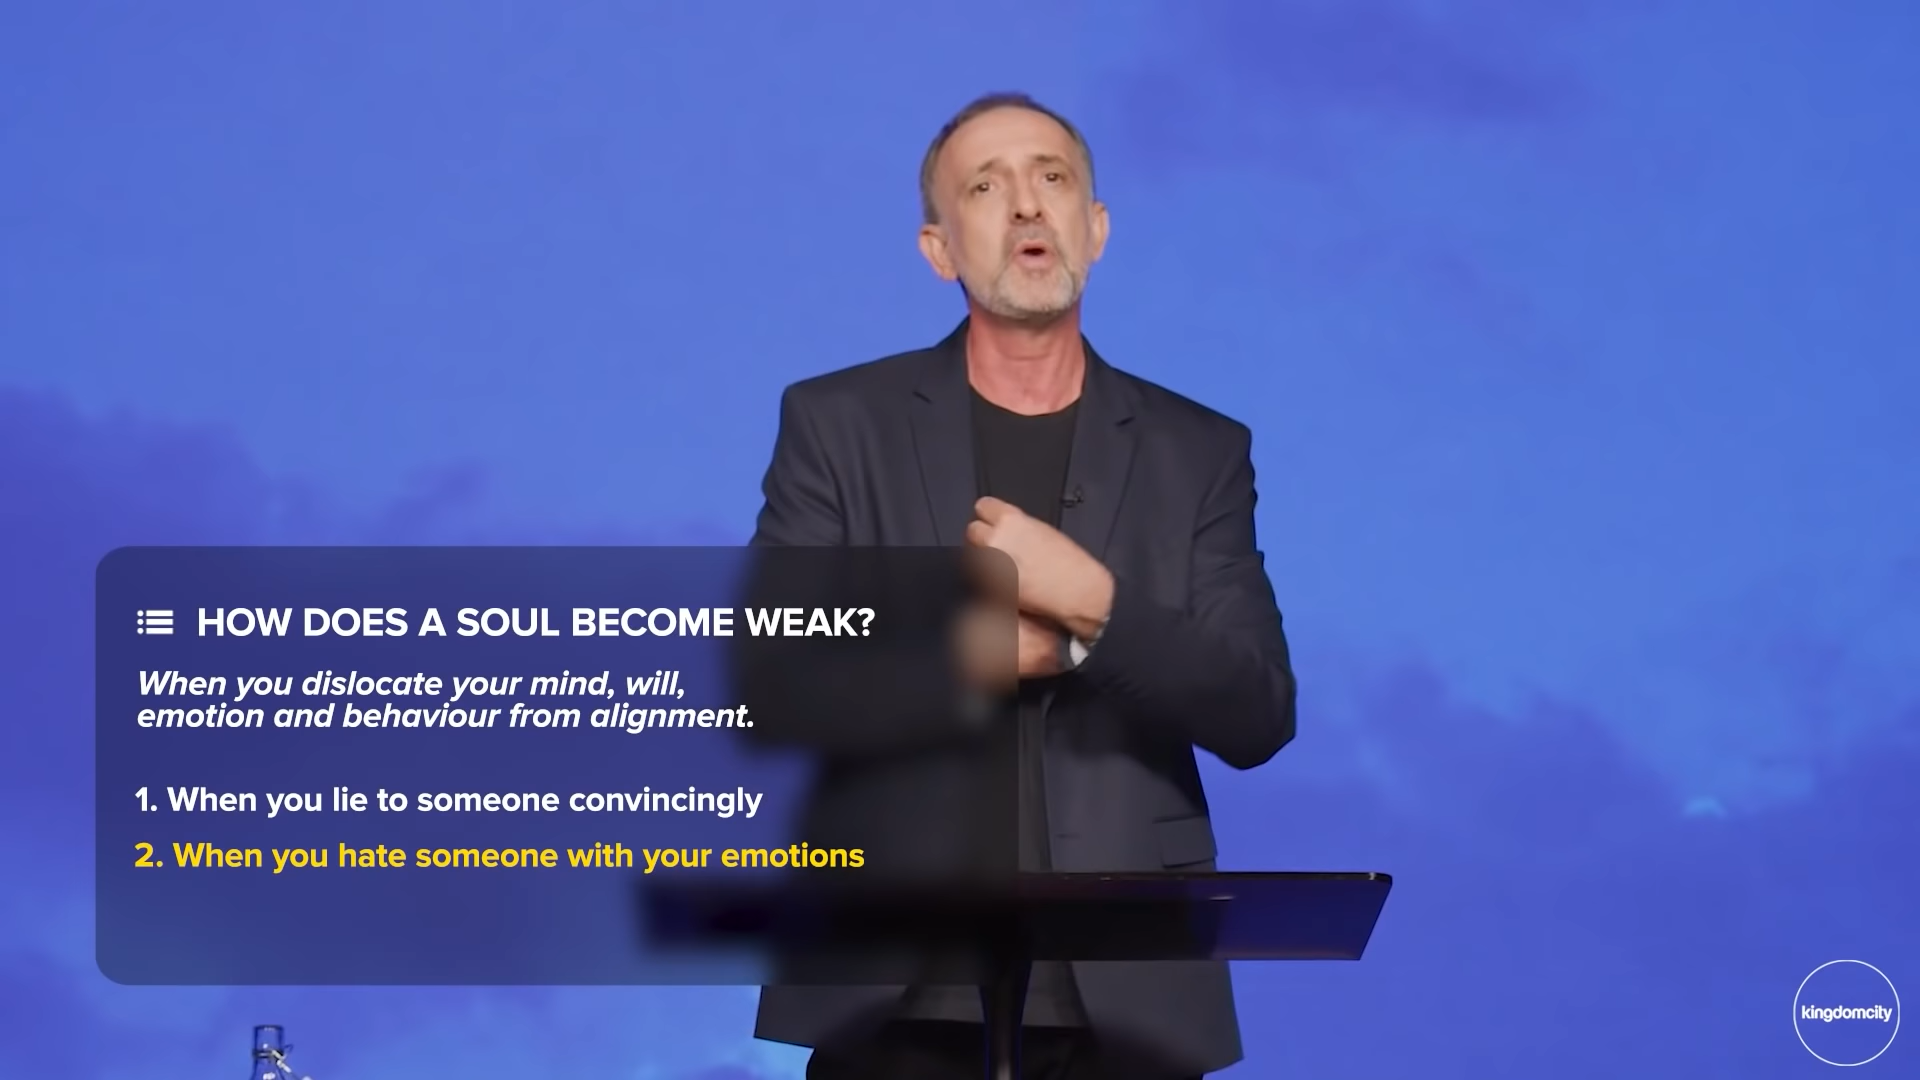 HOW DOES A SOUL BECOME WEAK?
When you dislocate your mind, will,
emotion and behaviour from alignment.
1. When you lie to someone convincingly
2. When you hate someone with your emotions
kingdomcity